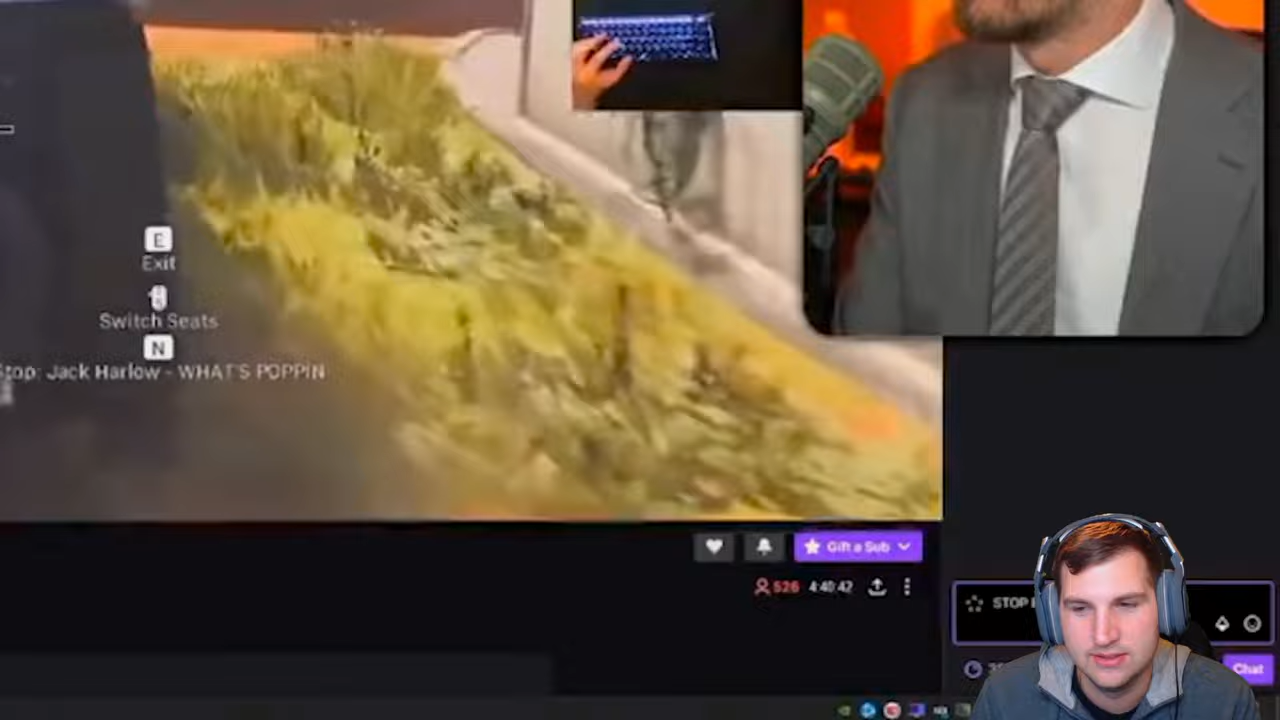 E
Exit
Switch Seats
N
Stop: Jack Harlow - WHAT'S POPPIN
Gift a Sub
526 4:40:42
STOP
Chat